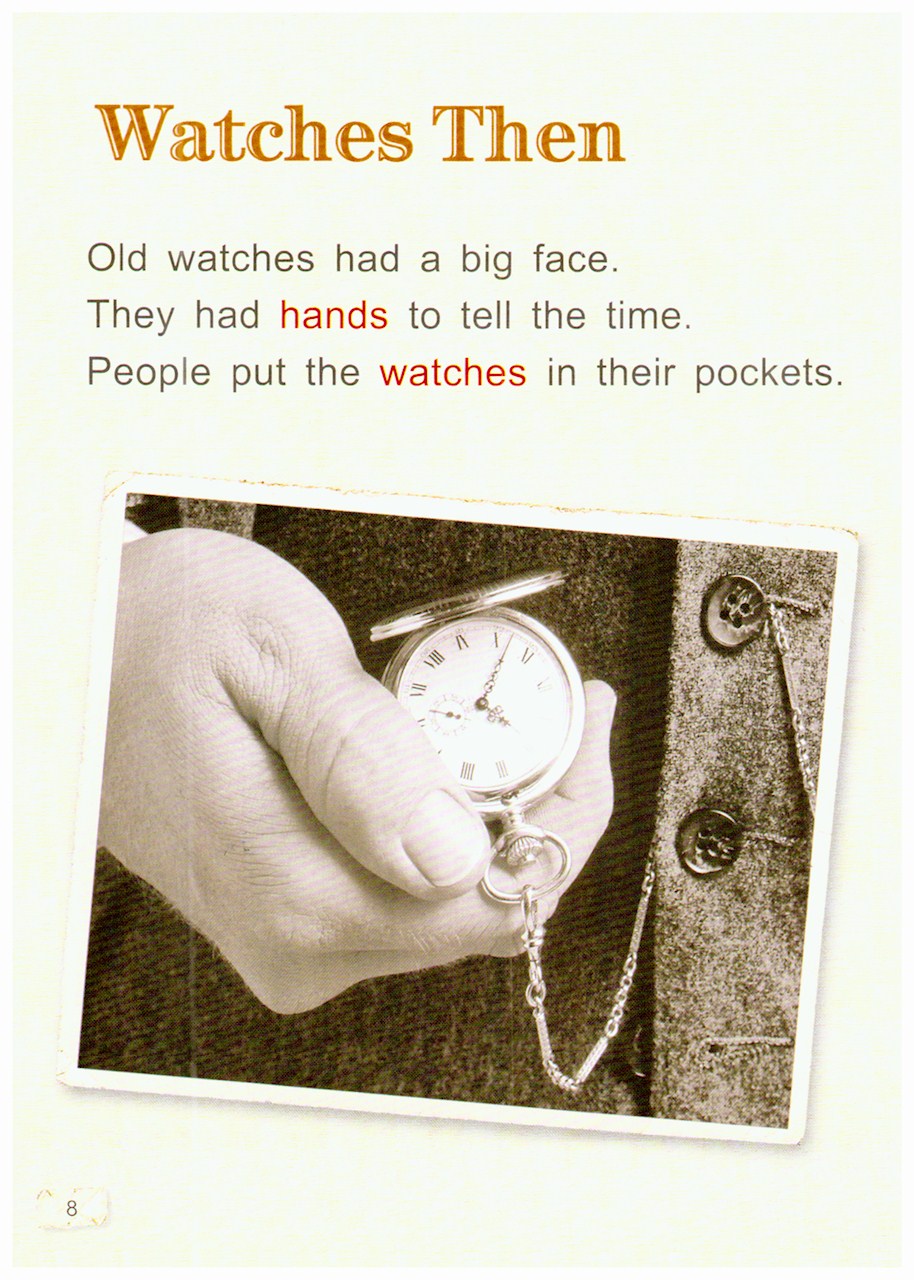 Watches Then
Old watches had a big face.
They had hands to tell the time.
People put the watches in their pockets.
8